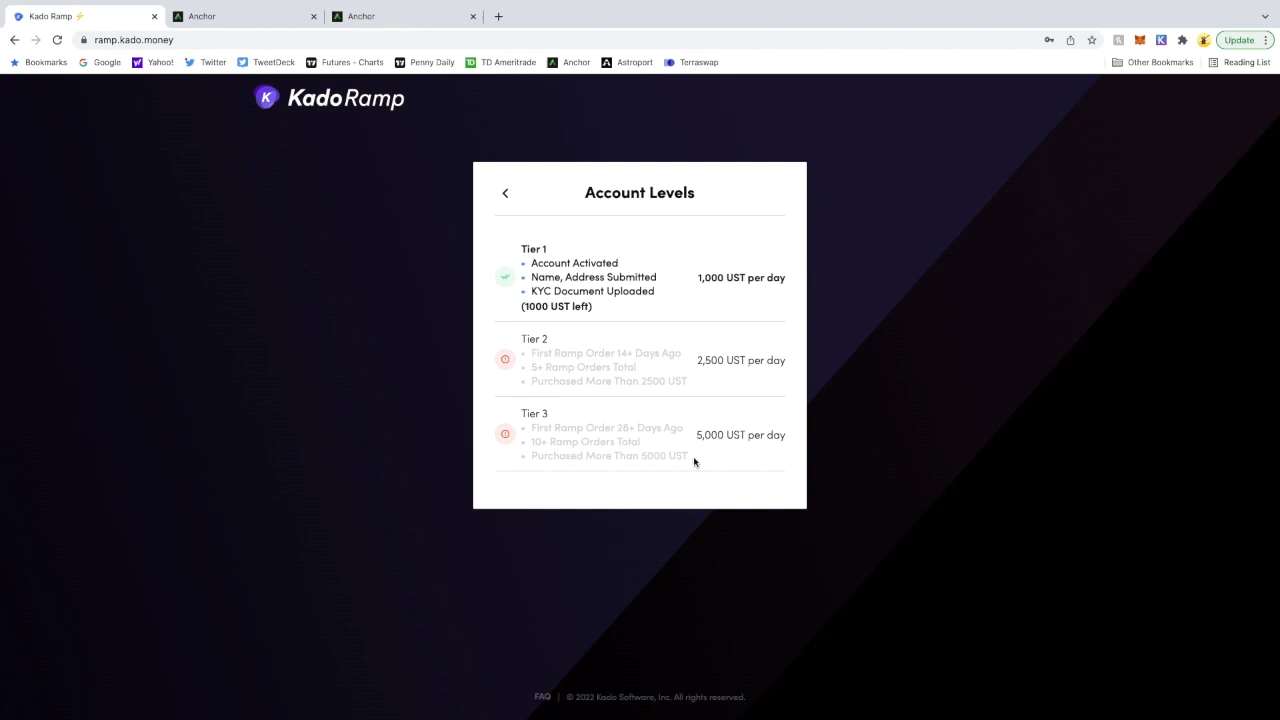 Kado Ramp ⚡
Anchor
Anchor
ramp.kado.money
Update
Bookmarks
Google
Yahoo!
Twitter
TweetDeck
Futures - Charts
Penny Daily
TD Ameritrade
Anchor
Astroport
Terraswap
Other Bookmarks
Reading List
Kado Ramp
Account Levels
Tier 1
• Account Activated
• Name, Address Submitted
1,000 UST per day
• KYC Document Uploaded
(1000 UST left)
Tier 2
• First Ramp Order 14+ Days Ago
2,500 UST per day
• 5+ Ramp Orders Total
• Purchased More Than 2500 UST
Tier 3
• First Ramp Order 28+ Days Ago
5,000 UST per day
• 10+ Ramp Orders Total
• Purchased More Than 5000 UST
FAQ | © 2022 Kado Software, Inc. All rights reserved.